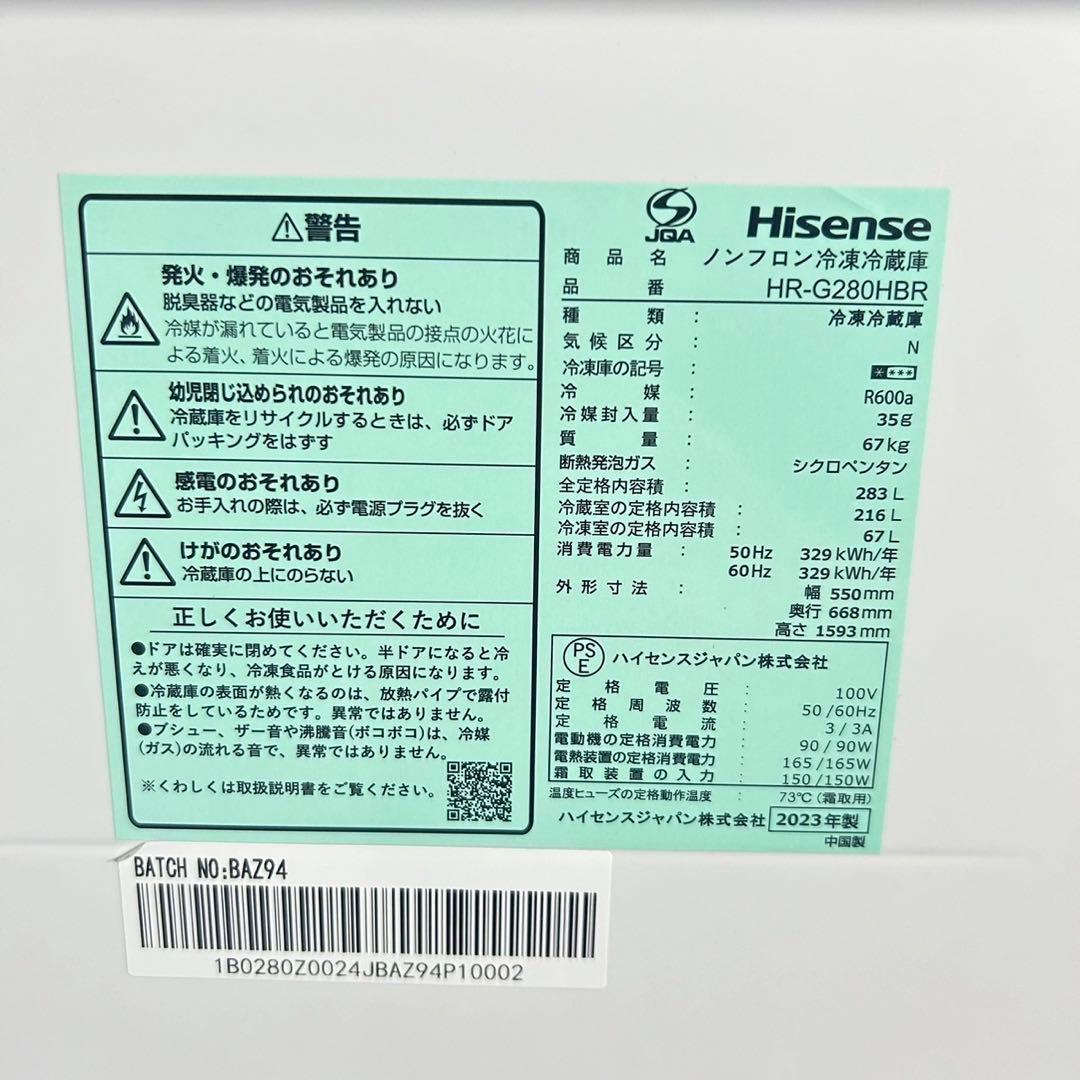 警告
発火・爆発のおそれあり
脱臭器などの電気製品を入れない
冷媒が漏れていると電気製品の接点の火花に
よる着火、着火による爆発の原因になります。
幼児閉じ込められのおそれあり
冷蔵庫をリサイクルするときは、必ずドア
パッキングをはずす
感電のおそれあり
お手入れの際は、必ず電源プラグを抜く
けがのおそれあり
冷蔵庫の上にのらない
正しくお使いいただくために
●ドアは確実に閉めてください。半ドアになると冷
えが悪くなり、冷凍食品がとける原因になります。
●冷蔵庫の表面が熱くなるのは、放熱パイプで露付
防止をしているためです。異常ではありません。
●プシュー、ザー音や沸騰音(ボコボコ)は、冷媒
(ガス)の流れる音で、異常ではありません。
※くわしくは取扱説明書をご覧ください。
JQA
Hisense
商品名 ノンフロン冷凍冷蔵庫
品番 HR-G280HBR
種類 : 冷凍冷蔵庫
気候区分 : N
冷凍庫の記号 : ****
冷媒 : R600a
冷媒封入量 : 35g
質量 : 67kg
断熱発泡ガス : シクロペンタン
全定格内容積 : 283 L
冷蔵室の定格内容積 : 216 L
冷凍室の定格内容積 : 67 L
消費電力量 : 50Hz 329 kWh/年
60Hz 329 kWh/年
外形寸法 : 幅 550mm
奥行 668mm
高さ 1593mm
PSE ハイセンスジャパン株式会社
定格電圧 : 100V
定格周波数 : 50/60Hz
定格電流 : 3/3A
電動機の定格消費電力 : 90/90W
電熱装置の定格消費電力 : 165/165W
霜取装置の入力 : 150/150W
温度ヒューズの定格動作温度 : 73℃(霜取用)
ハイセンスジャパン株式会社 2023年製
中国製
BATCH NO:BAZ94
1B0280Z0024JBAZ94P10002